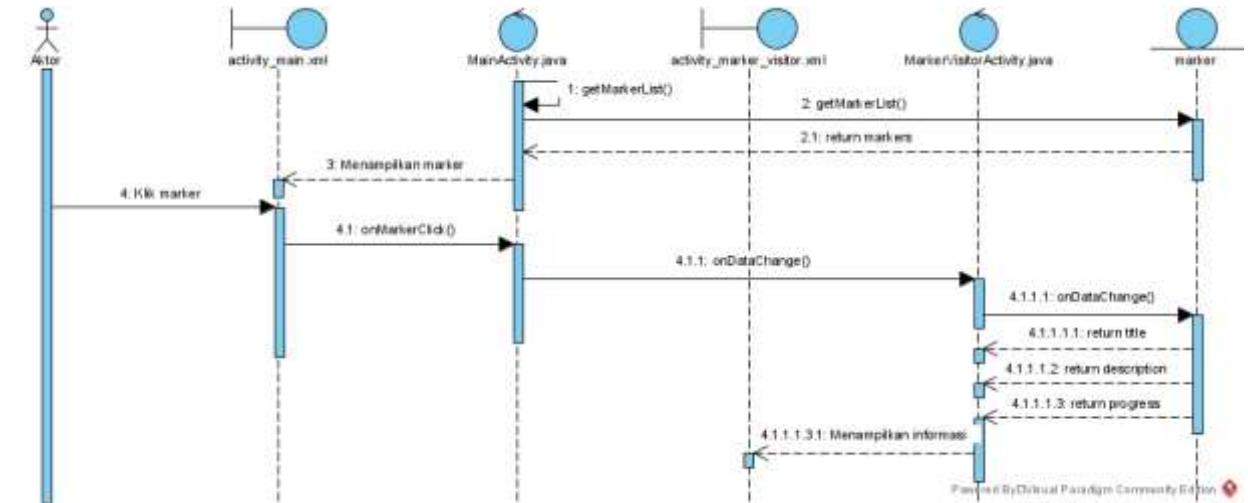 Aktor
activity_main.xml
MainActivity.java
activity_marker_visitor.xml
MarkerVisitorActivity.java
marker
1: getMarkerList()
2: getMarkerList()
2.1: return markers
3: Menampilkan marker
4: Klik marker
4.1: onMarkerClick()
4.1.1: onDataChange()
4.1.1.1: onDataChange()
4.1.1.1.1: return title
4.1.1.1.2: return description
4.1.1.1.3: return progress
4.1.1.1.3.1: Menampilkan informasi
Powered By Visual Paradigm Community Edition